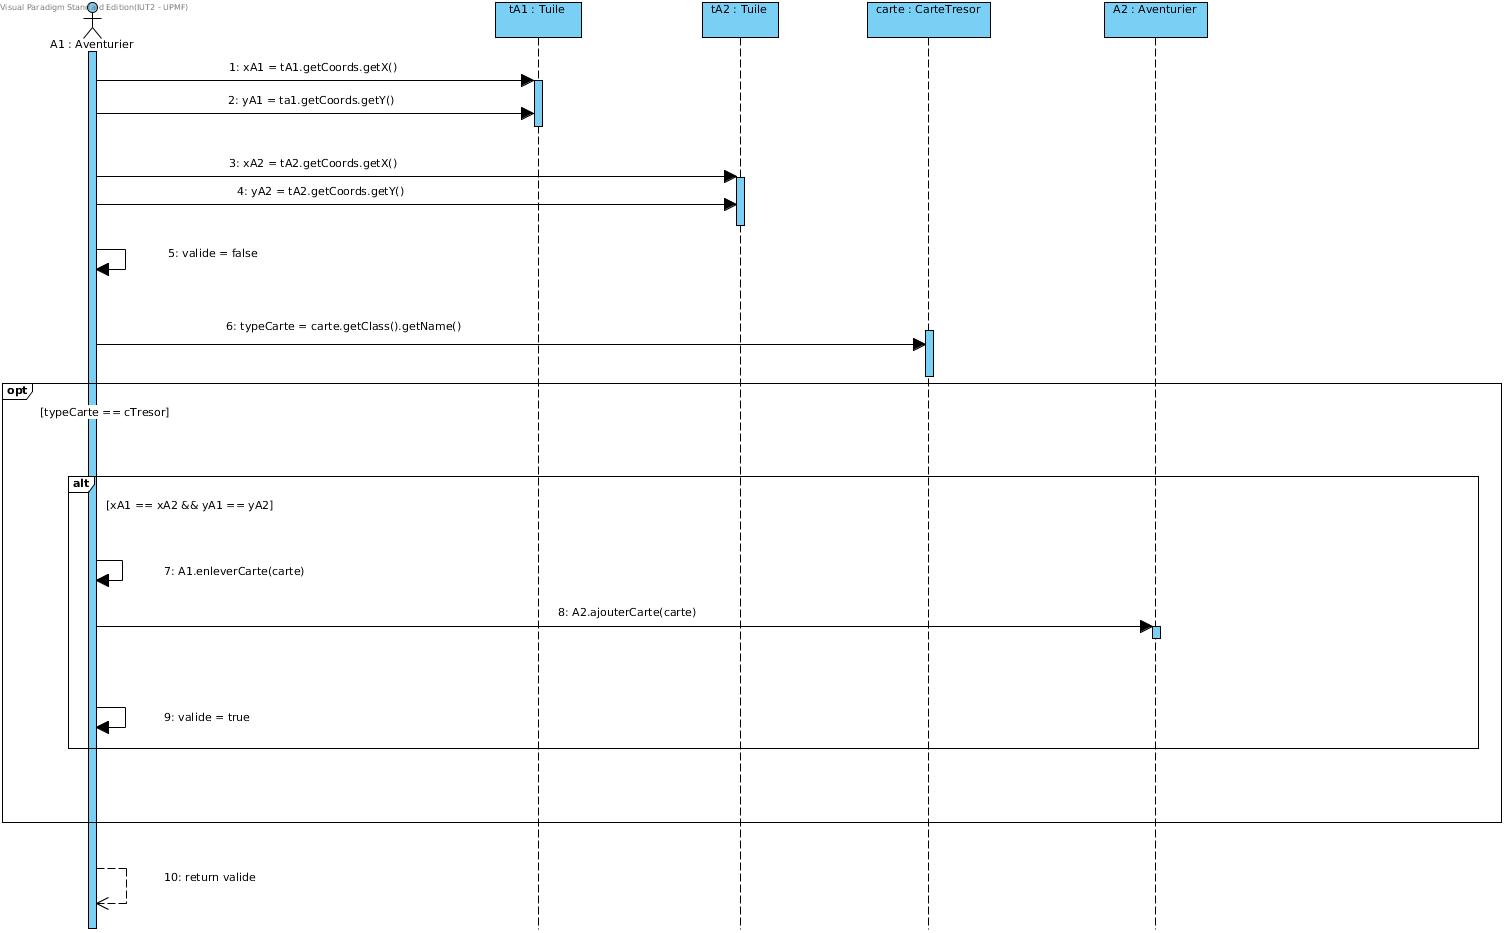 Visual Paradigm Standard Edition(IUT2 - UPMF)
A1 : Aventurier
tA1 : Tuile
tA2 : Tuile
carte : CarteTresor
A2 : Aventurier
1: xA1 = tA1.getCoords.getX()
2: yA1 = ta1.getCoords.getY()
3: xA2 = tA2.getCoords.getX()
4: yA2 = tA2.getCoords.getY()
5: valide = false
6: typeCarte = carte.getClass().getName()
opt
[typeCarte == cTresor]
alt
[xA1 == xA2 && yA1 == yA2]
7: A1.enleverCarte(carte)
8: A2.ajouterCarte(carte)
9: valide = true
10: return valide